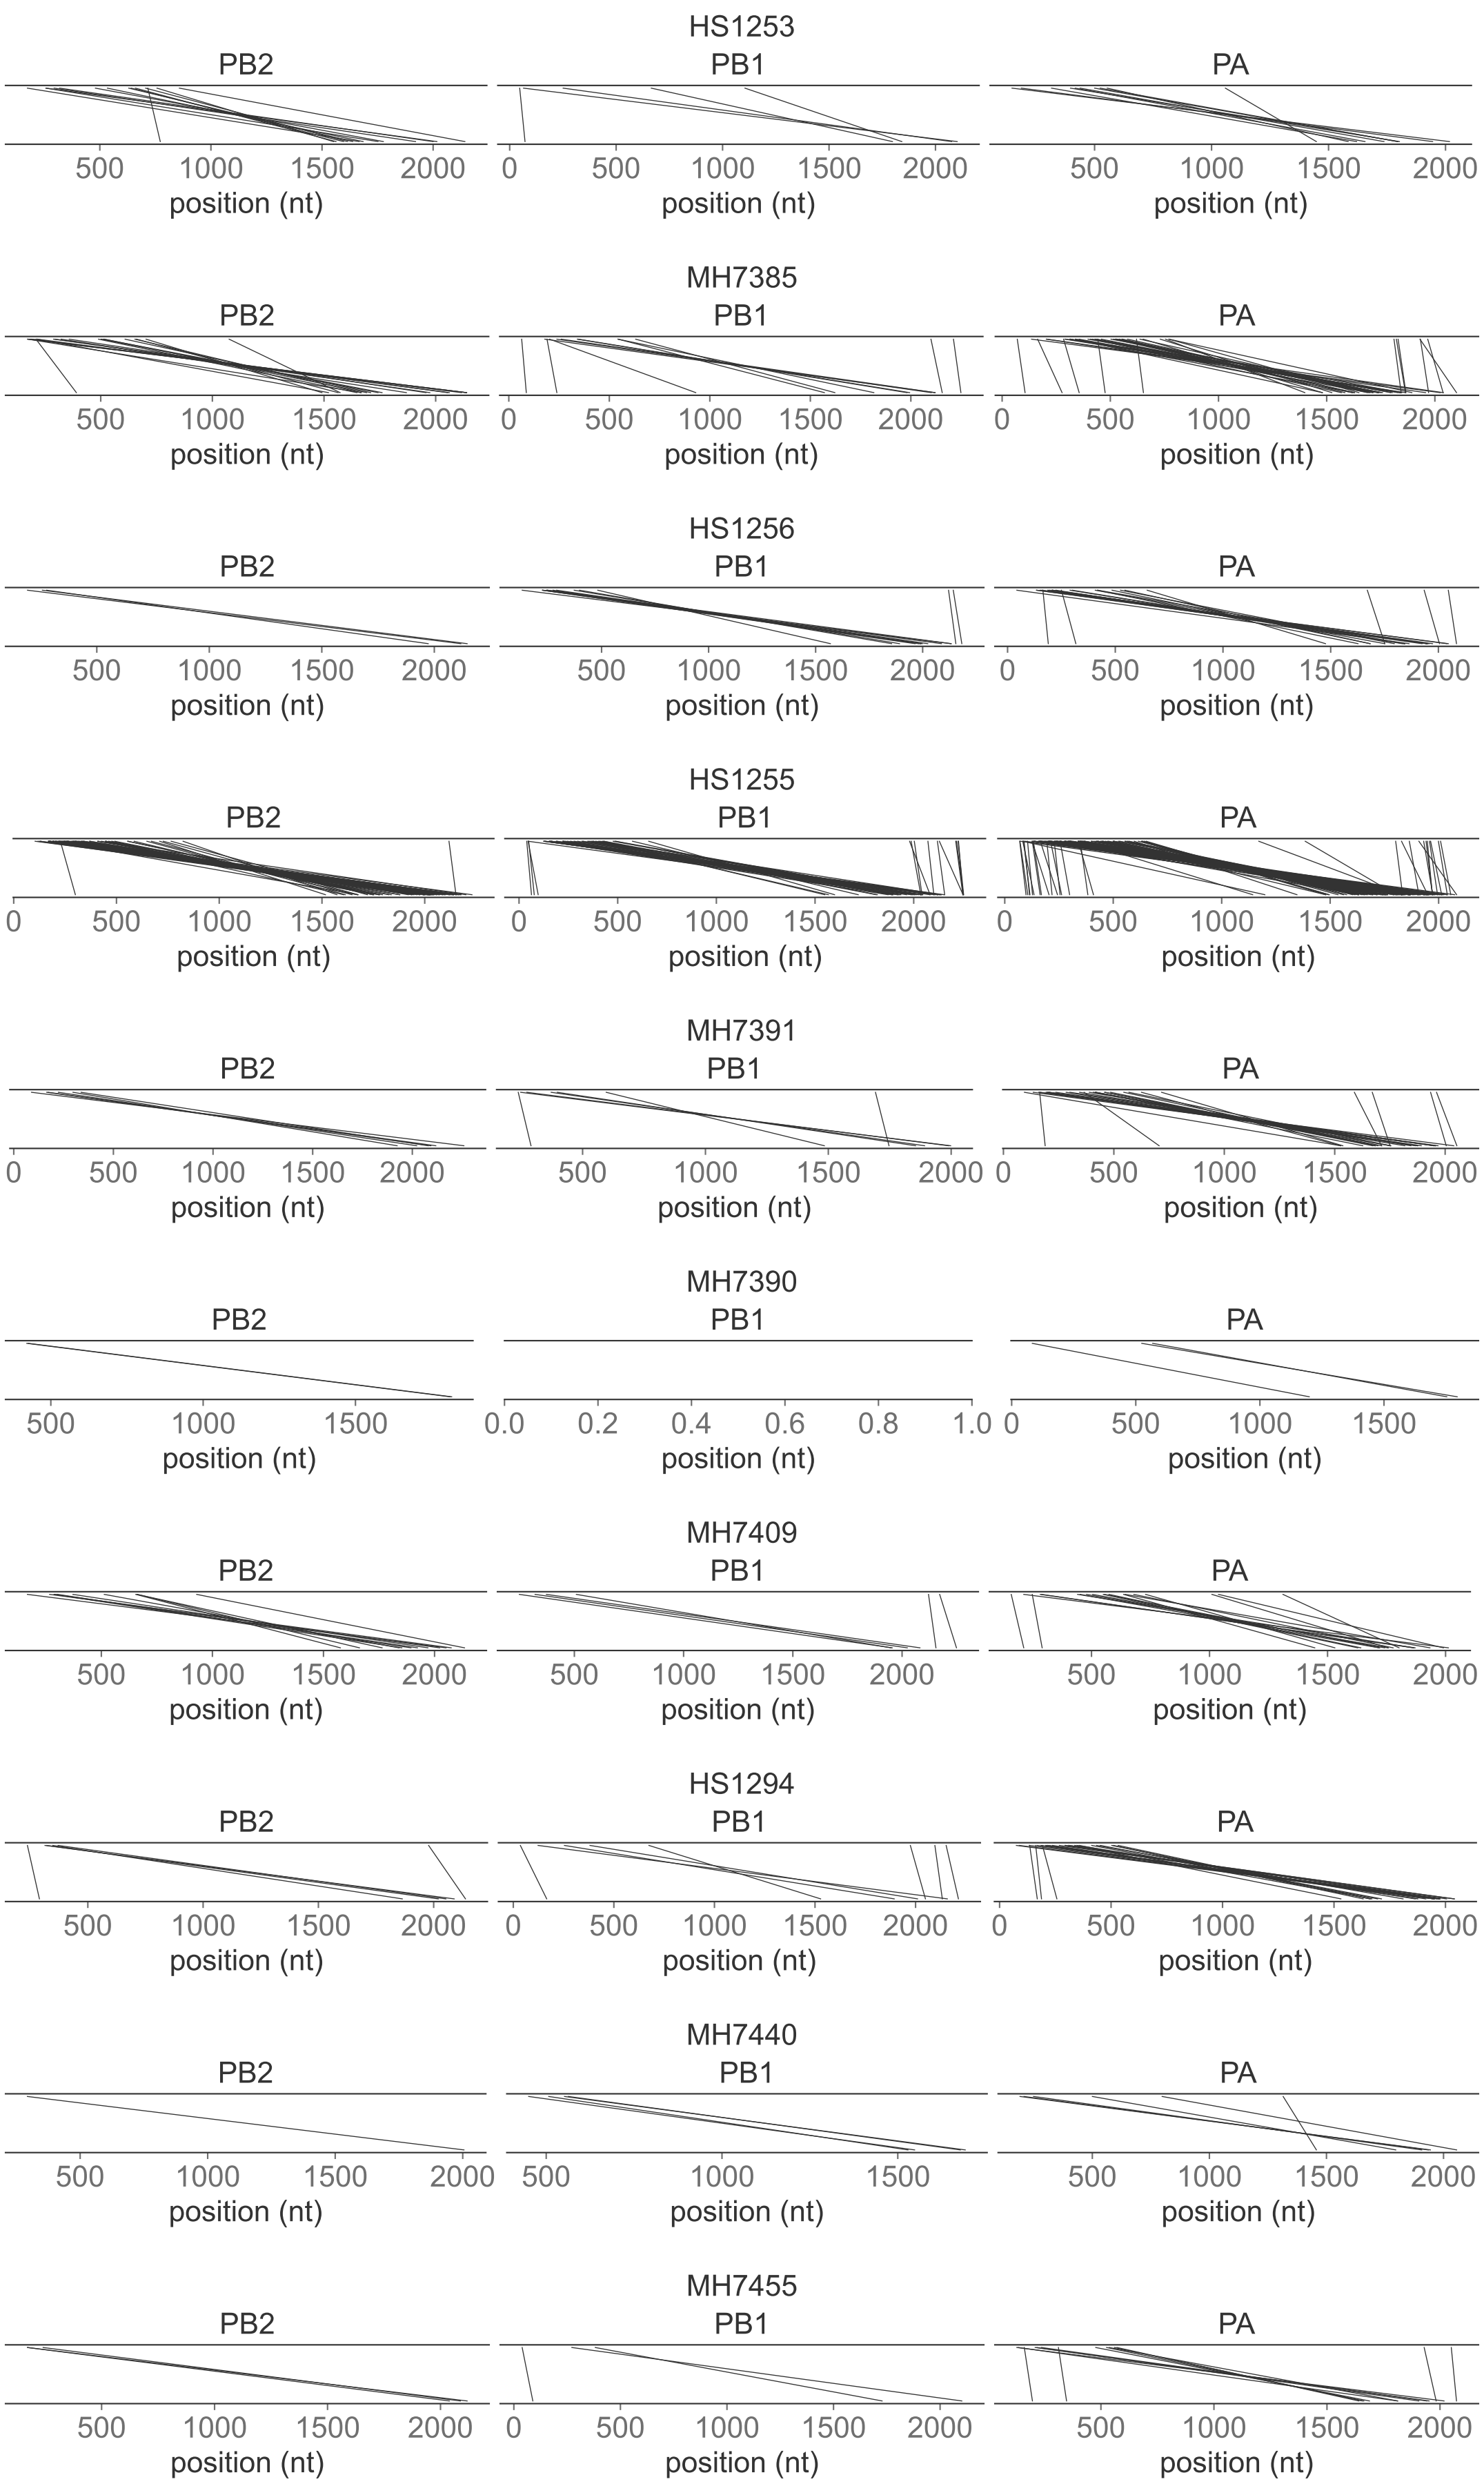 HS1253
PB2 PB1 PA
500 1000 1500 2000 0 500 1000 1500 2000 500 1000 1500 2000
position (nt) position (nt) position (nt)
MH7385
PB2 PB1 PA
500 1000 1500 2000 0 500 1000 1500 2000 0 500 1000 1500 2000
position (nt) position (nt) position (nt)
HS1256
PB2 PB1 PA
500 1000 1500 2000 500 1000 1500 2000 0 500 1000 1500 2000
position (nt) position (nt) position (nt)
HS1255
PB2 PB1 PA
0 500 1000 1500 2000 0 500 1000 1500 2000 0 500 1000 1500 2000
position (nt) position (nt) position (nt)
MH7391
PB2 PB1 PA
0 500 1000 1500 2000 500 1000 1500 2000 0 500 1000 1500 2000
position (nt) position (nt) position (nt)
MH7390
PB2 PB1 PA
500 1000 1500 0.0 0.2 0.4 0.6 0.8 1.0 0 500 1000 1500
position (nt) position (nt) position (nt)
MH7409
PB2 PB1 PA
500 1000 1500 2000 500 1000 1500 2000 500 1000 1500 2000
position (nt) position (nt) position (nt)
HS1294
PB2 PB1 PA
500 1000 1500 2000 0 500 1000 1500 2000 0 500 1000 1500 2000
position (nt) position (nt) position (nt)
MH7440
PB2 PB1 PA
500 1000 1500 2000 500 1000 1500 500 1000 1500 2000
position (nt) position (nt) position (nt)
MH7455
PB2 PB1 PA
500 1000 1500 2000 0 500 1000 1500 2000 500 1000 1500 2000
position (nt) position (nt) position (nt)